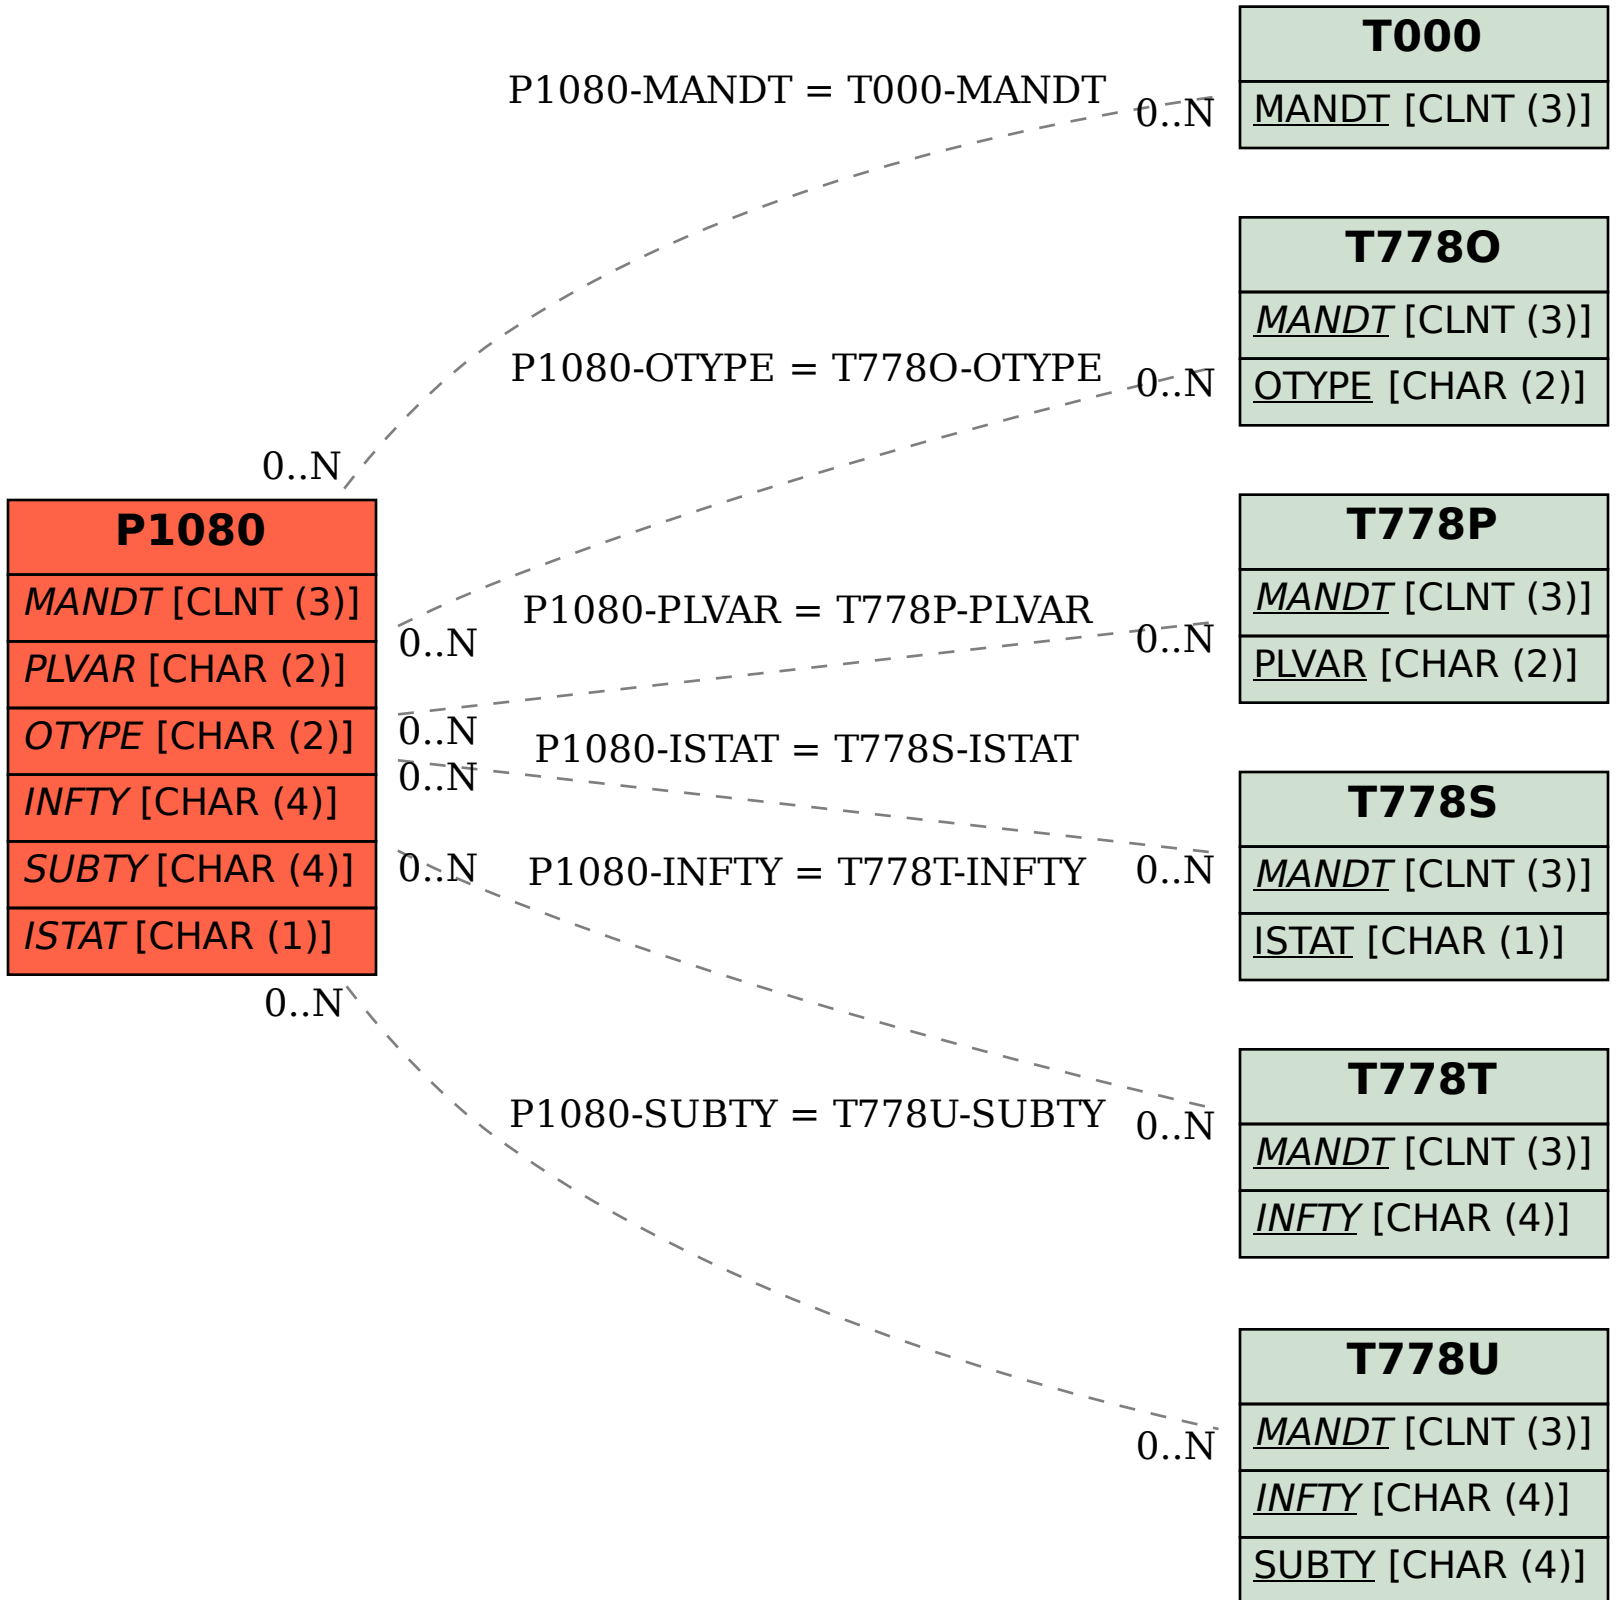 T000
MANDT [CLNT (3)]
P1080-MANDT = T000-MANDT
0..N
T778O
MANDT [CLNT (3)]
OTYPE [CHAR (2)]
P1080-OTYPE = T778O-OTYPE
0..N
0..N
P1080
MANDT [CLNT (3)]
PLVAR [CHAR (2)]
OTYPE [CHAR (2)]
INFTY [CHAR (4)]
SUBTY [CHAR (4)]
ISTAT [CHAR (1)]
0..N
0..N
0..N
0..N
0..N
P1080-PLVAR = T778P-PLVAR
0..N
T778P
MANDT [CLNT (3)]
PLVAR [CHAR (2)]
P1080-ISTAT = T778S-ISTAT
0..N
T778S
MANDT [CLNT (3)]
ISTAT [CHAR (1)]
P1080-INFTY = T778T-INFTY
0..N
T778T
MANDT [CLNT (3)]
INFTY [CHAR (4)]
P1080-SUBTY = T778U-SUBTY
0..N
T778U
MANDT [CLNT (3)]
INFTY [CHAR (4)]
SUBTY [CHAR (4)]